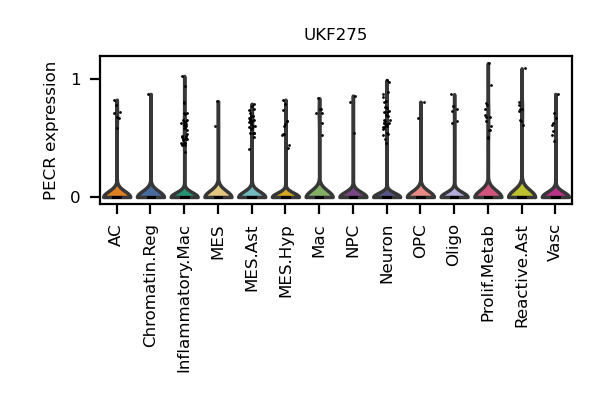 UKF275
PECR expression
1
0
AC
Chromatin.Reg
Inflammatory.Mac
MES
MES.Ast
MES.Hyp
Mac
NPC
Neuron
OPC
Oligo
Prolif.Metab
Reactive.Ast
Vasc